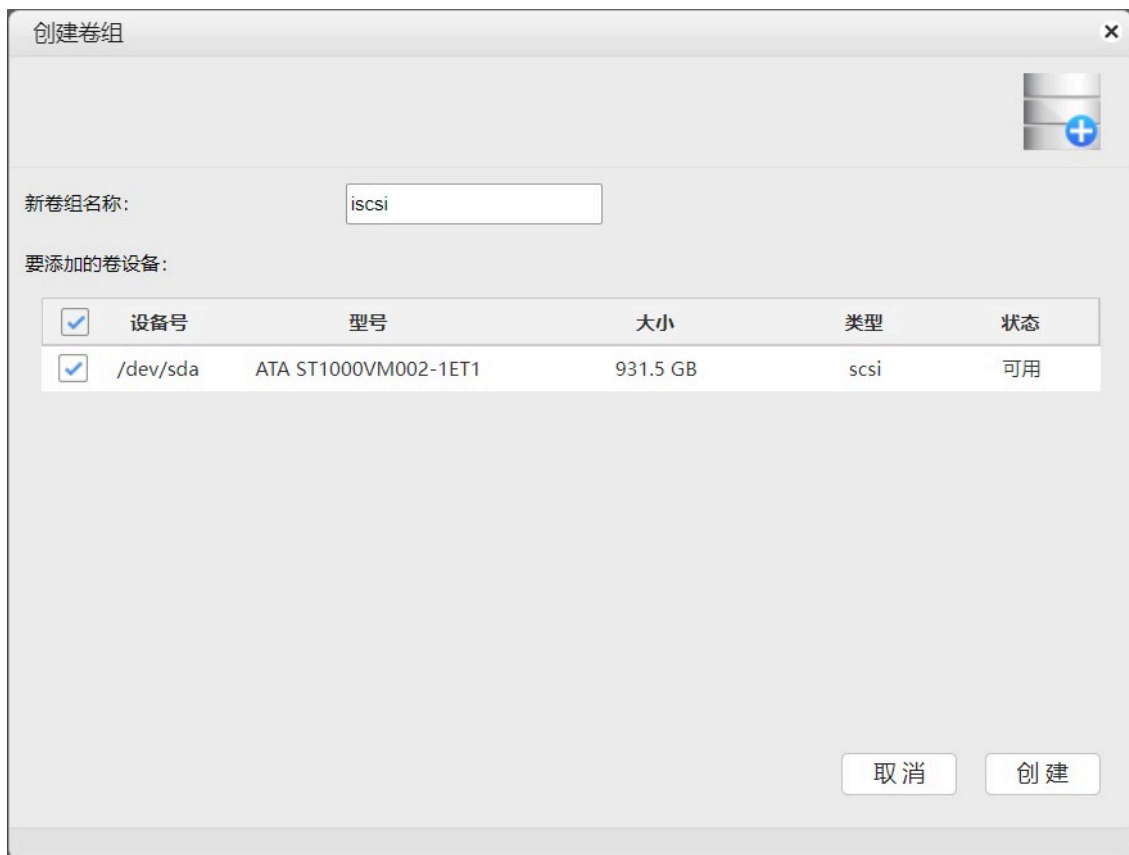 创建卷组
新卷组名称：
iscsi
要添加的卷设备：
设备号 型号 大小 类型 状态
/dev/sda ATA ST1000VM002-1ET1 931.5 GB scsi 可用
取消 创建